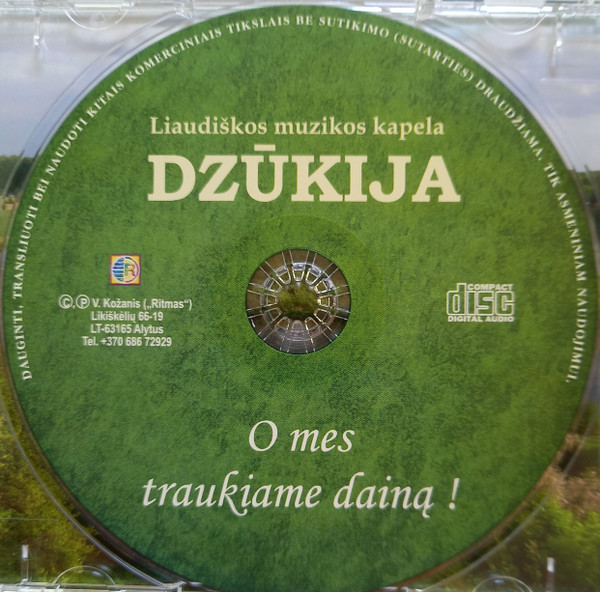 DAUGINTI, TRANSLIUOTI BEI NAUDOTI KITAIS KOMERCINIAIS TIKSLAIS BE SUTIKIMO (SUTARTIES) DRAUDŽIAMA. TIK ASMENINIAM NAUDOJIMUI.
Liaudiškos muzikos kapela
DZŪKIJA
R
Ⓒ,Ⓟ V. Kožanis („Ritmas“)
Likiškėlių 66-19
LT-63165 Alytus
Tel. +370 686 72929
COMPACT
disc
DIGITAL AUDIO
O mes
traukiame dainą !